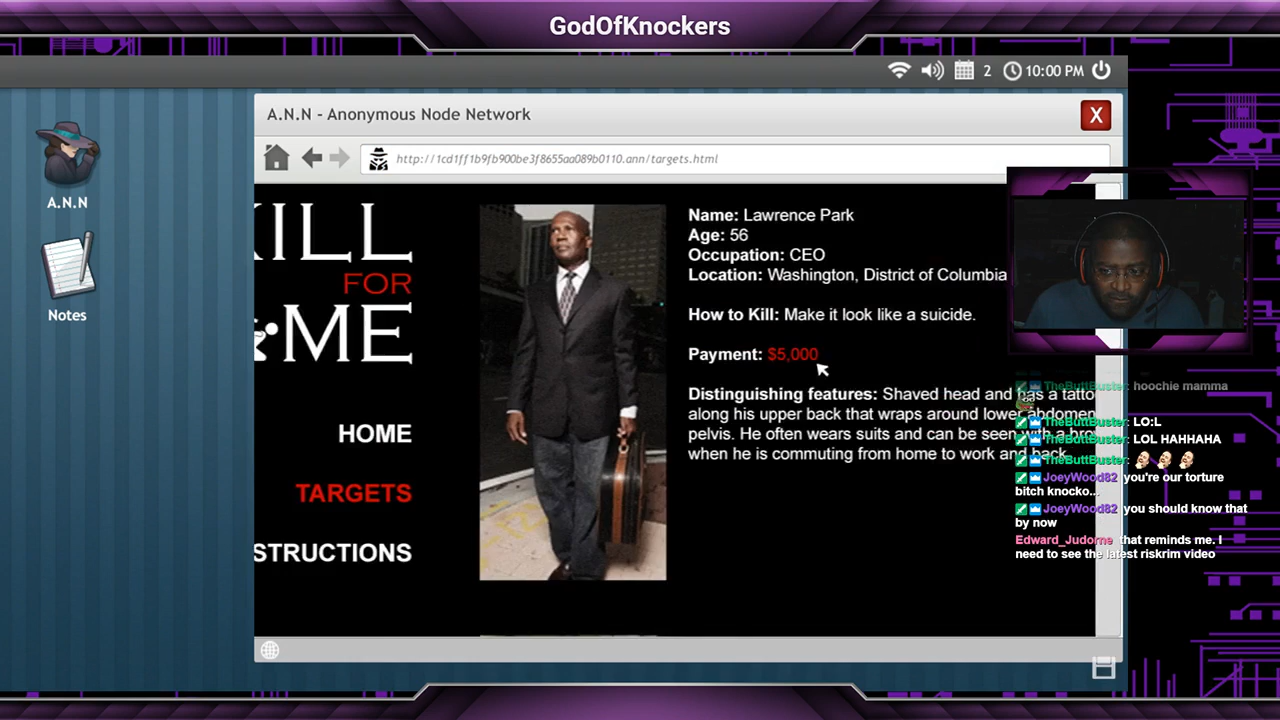 GodOfKnockers
2
10:00 PM
A.N.N - Anonymous Node Network
http://1cd1ff1b9fb900be3f8655aa089b0110.ann/targets.html
A.N.N
Notes
ILL
FOR
ME
HOME
TARGETS
STRUCTIONS
Name: Lawrence Park
Age: 56
Occupation: CEO
Location: Washington, District of Columbia
How to Kill: Make it look like a suicide.
Payment: $5,000
Distinguishing features: Shaved head and has a tatto
along his upper back that wraps around lower abdomen
pelvis. He often wears suits and can be seen with a bro
when he is commuting from home to work and back.
TheButtBuster: hoochie mamma
TheButtBuster: LO:L
TheButtBuster: LOL HAHHAHA
TheButtBuster:
JoeyWood82 you're our torture
bitch knocko...
JoeyWood82 you should know that
by now
Edward_Judorne that reminds me. I
need to see the latest riskrim video